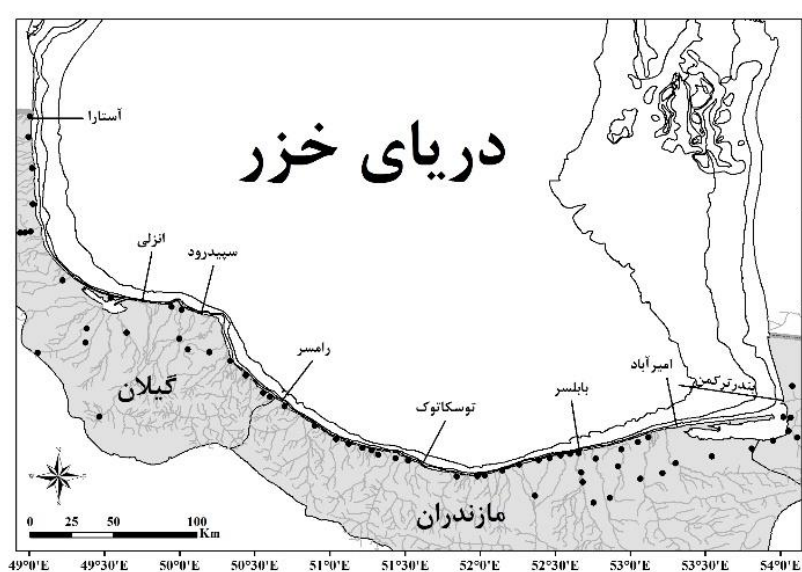 آستارا
دریای خزر
انزلی
سپیدرود
رامسر
گیلان
توسکاتوک
بابلسر
امیرآباد
بندرترکمن
مازندران
0 25 50 100
Km
49°0'E 49°30'E 50°0'E 50°30'E 51°0'E 51°30'E 52°0'E 52°30'E 53°0'E 53°30'E 54°0'E